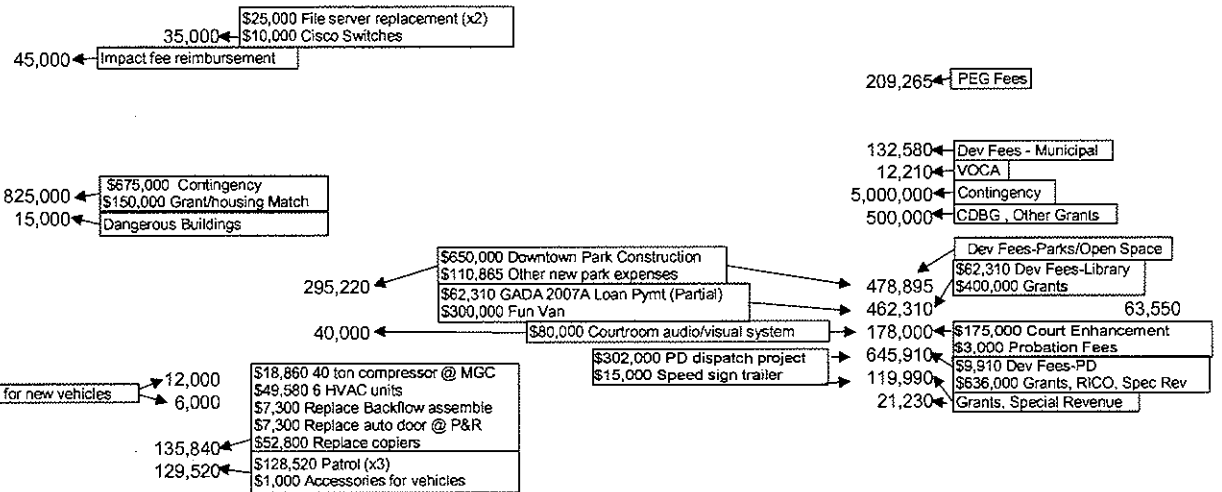 $25,000 File server replacement (x2)
35,000 $10,000 Cisco Switches
45,000 Impact fee reimbursement
209,265 PEG Fees
132,580 Dev Fees - Municipal
12,210 VOCA
825,000 $675,000 Contingency
$150,000 Grant/housing Match
5,000,000 Contingency
15,000 Dangerous Buildings
500,000 CDBG , Other Grants
Dev Fees-Parks/Open Space
$650,000 Downtown Park Construction
$110,865 Other new park expenses
295,220
478,895
$62,310 Dev Fees-Library
$400,000 Grants
$62,310 GADA 2007A Loan Pymt (Partial)
$300,000 Fun Van
462,310
63,550
40,000 $80,000 Courtroom audio/visual system 178,000 $175,000 Court Enhancement
$3,000 Probation Fees
$302,000 PD dispatch project
$15,000 Speed sign trailer
645,910
$9,910 Dev Fees-PD
$636,000 Grants, RICO, Spec Rev
119,990
21,230 Grants, Special Revenue
for new vehicles
12,000
6,000
$18,860 40 ton compressor @ MGC
$49,580 6 HVAC units
$7,300 Replace Backflow assemble
$7,300 Replace auto door @ P&R
135,840 $52,800 Replace copiers
129,520 $128,520 Patrol (x3)
$1,000 Accessories for vehicles